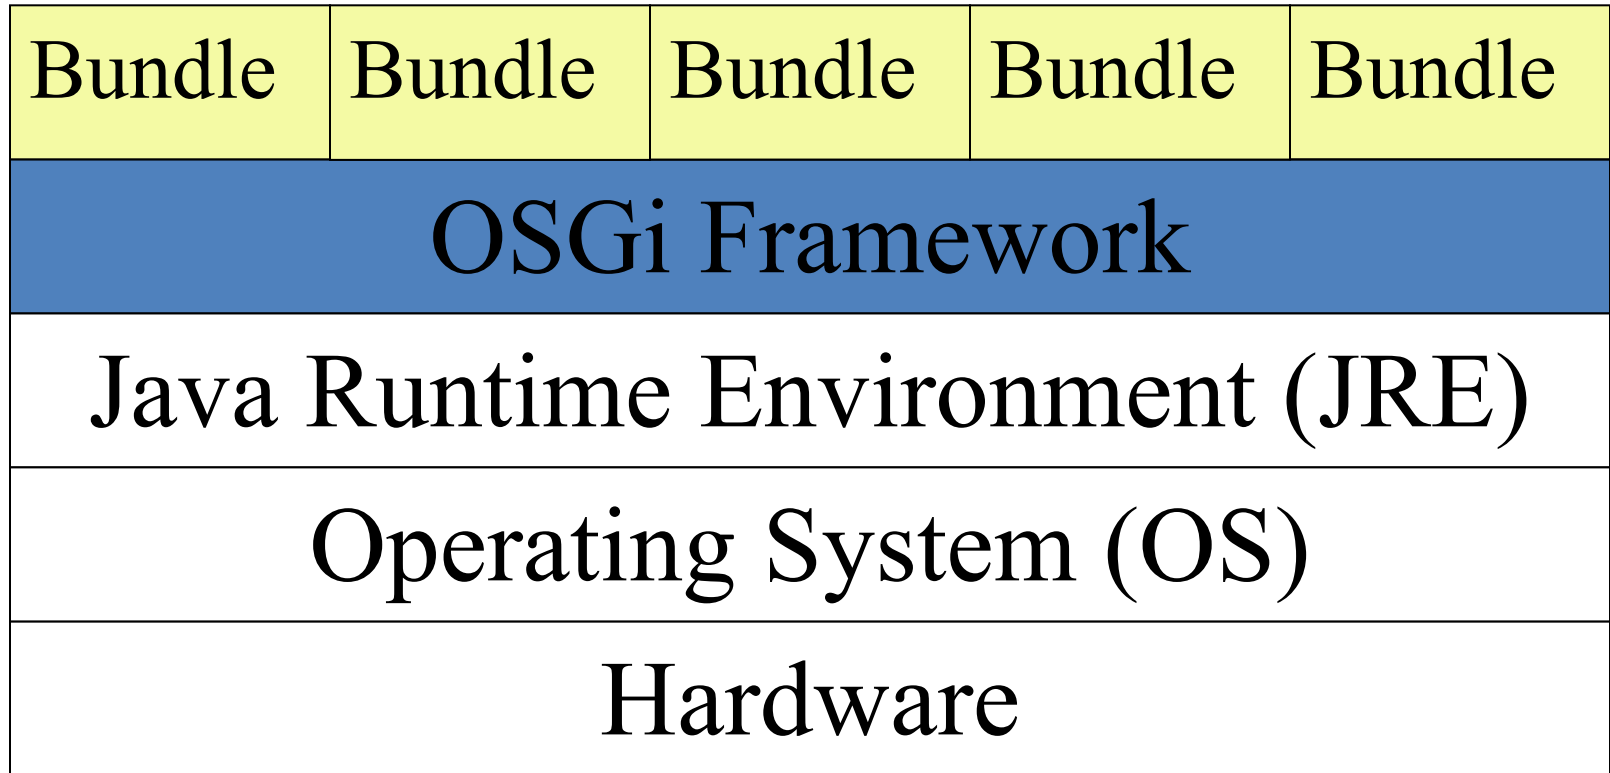 Bundle Bundle Bundle Bundle Bundle
OSGi Framework
Java Runtime Environment (JRE)
Operating System (OS)
Hardware